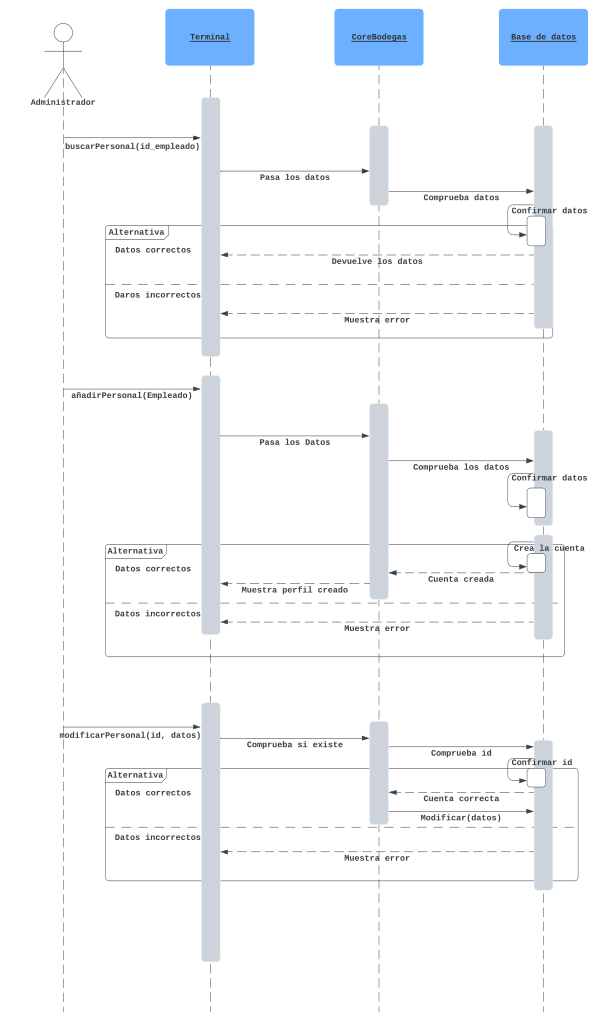 Terminal
CoreBodegas
Base de datos
Administrador
buscarPersonal(id_empleado)
Pasa los datos
Comprueba datos
Confirmar datos
Alternativa
Datos correctos
Devuelve los datos
Daros incorrectos
Muestra error
añadirPersonal(Empleado)
Pasa los Datos
Comprueba los datos
Confirmar datos
Crea la cuenta
Alternativa
Datos correctos
Cuenta creada
Muestra perfil creado
Datos incorrectos
Muestra error
modificarPersonal(id, datos)
Comprueba si existe
Comprueba id
Confirmar id
Alternativa
Datos correctos
Cuenta correcta
Modificar(datos)
Datos incorrectos
Muestra error